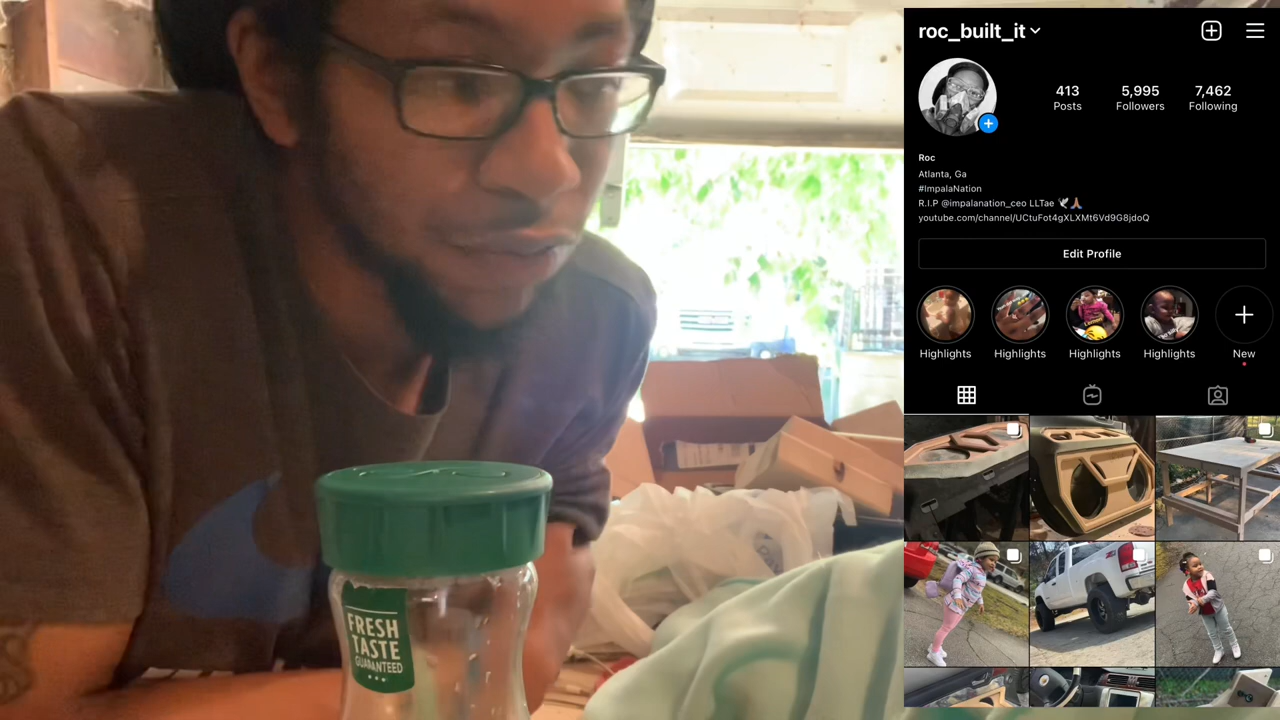 roc_built_it
413
Posts
5,995
Followers
7,462
Following
Roc
Atlanta, Ga
#ImpalaNation
R.I.P @impalanation_ceo LLTae 🕊🙏🏽
youtube.com/channel/UCtuFot4gXLXMt6Vd9G8jdoQ
Edit Profile
Highlights
Highlights
Highlights
Highlights
New
FRESH
TASTE
GUARANTEED